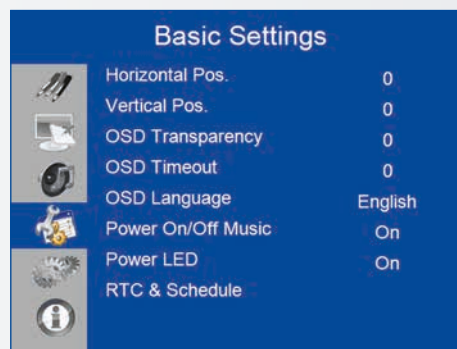 Basic Settings
Horizontal Pos. 0
Vertical Pos. 0
OSD Transparency 0
OSD Timeout 0
OSD Language English
Power On/Off Music On
Power LED On
RTC & Schedule